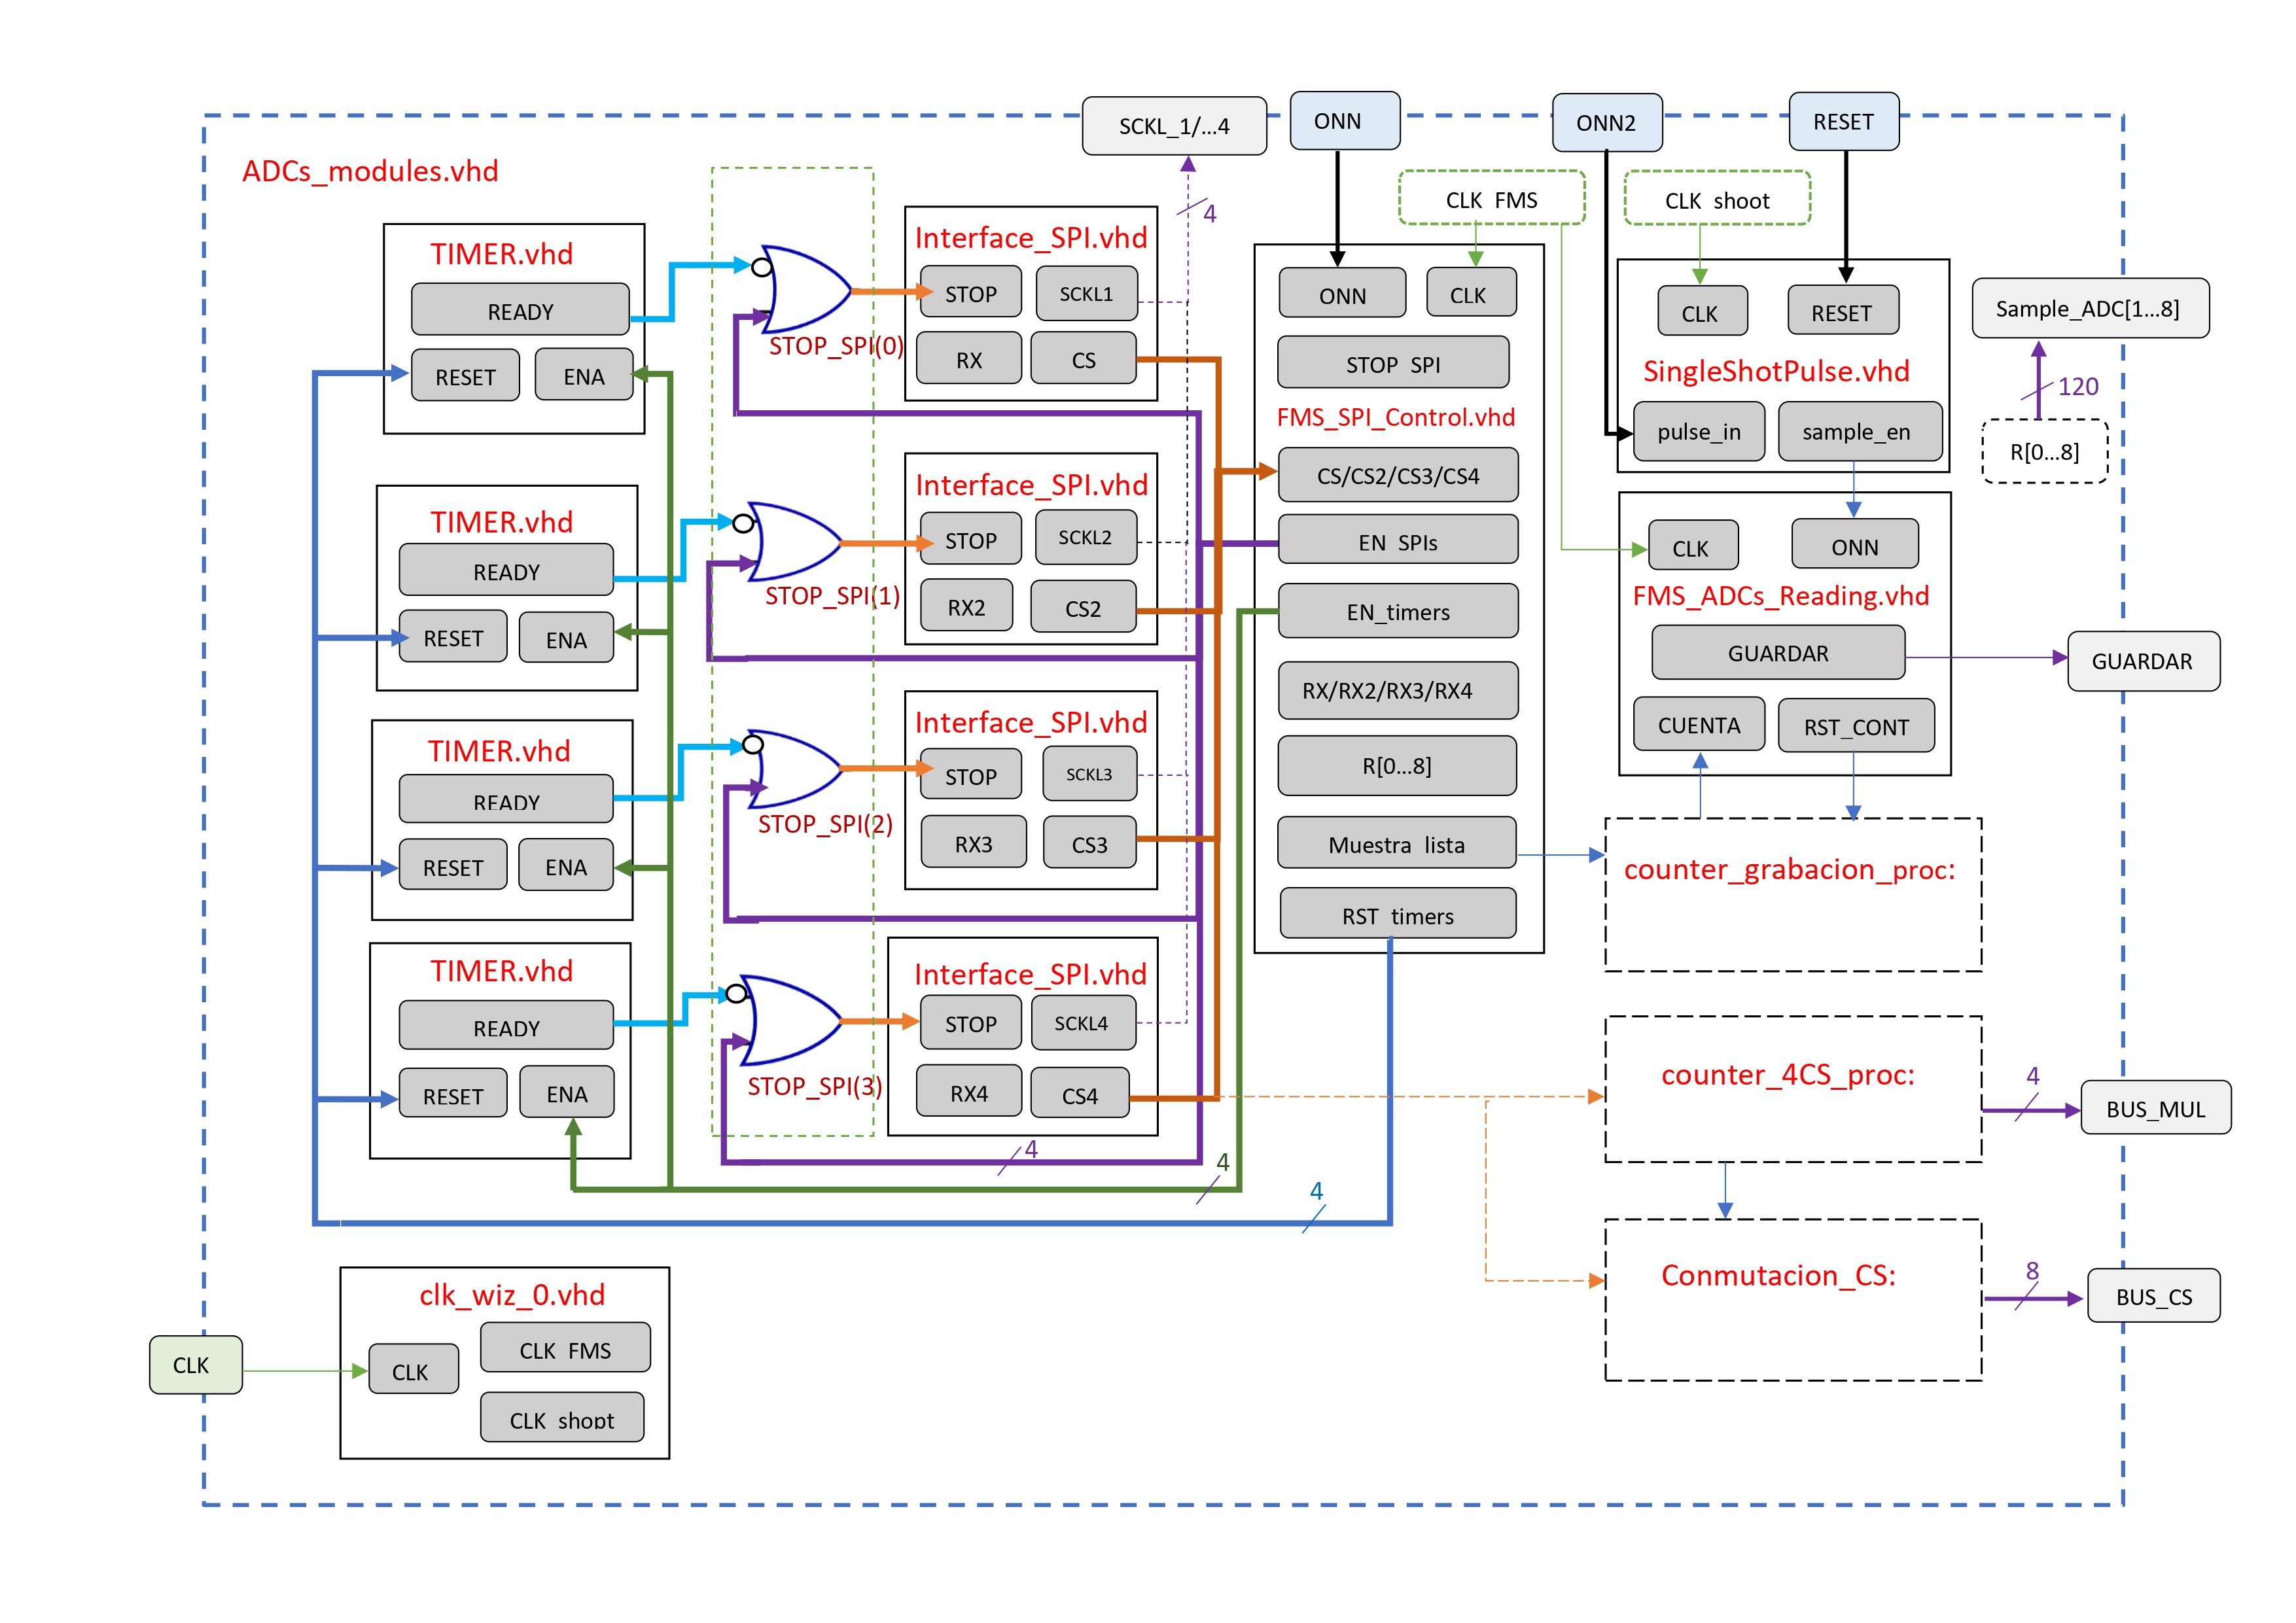 SCKL_1/...4
ONN
ONN2
RESET
ADCs_modules.vhd
CLK FMS
CLK shoot
4
TIMER.vhd
READY
RESET
ENA
STOP_SPI(0)
Interface_SPI.vhd
STOP
SCKL1
RX
CS
TIMER.vhd
READY
RESET
ENA
STOP_SPI(1)
Interface_SPI.vhd
STOP
SCKL2
RX2
CS2
TIMER.vhd
READY
RESET
ENA
STOP_SPI(2)
Interface_SPI.vhd
STOP
SCKL3
RX3
CS3
TIMER.vhd
READY
RESET
ENA
STOP_SPI(3)
Interface_SPI.vhd
STOP
SCKL4
RX4
CS4
4
4
4
ONN
CLK
STOP SPI
FMS_SPI_Control.vhd
CS/CS2/CS3/CS4
EN SPIs
EN_timers
RX/RX2/RX3/RX4
R[0...8]
Muestra lista
RST timers
CLK
RESET
SingleShotPulse.vhd
pulse_in
sample_en
Sample_ADC[1...8]
120
R[0...8]
CLK
ONN
FMS_ADCs_Reading.vhd
GUARDAR
CUENTA
RST_CONT
GUARDAR
counter_grabacion_proc:
counter_4CS_proc:
4
BUS_MUL
Conmutacion_CS:
8
BUS_CS
clk_wiz_0.vhd
CLK
CLK
CLK FMS
CLK shopt